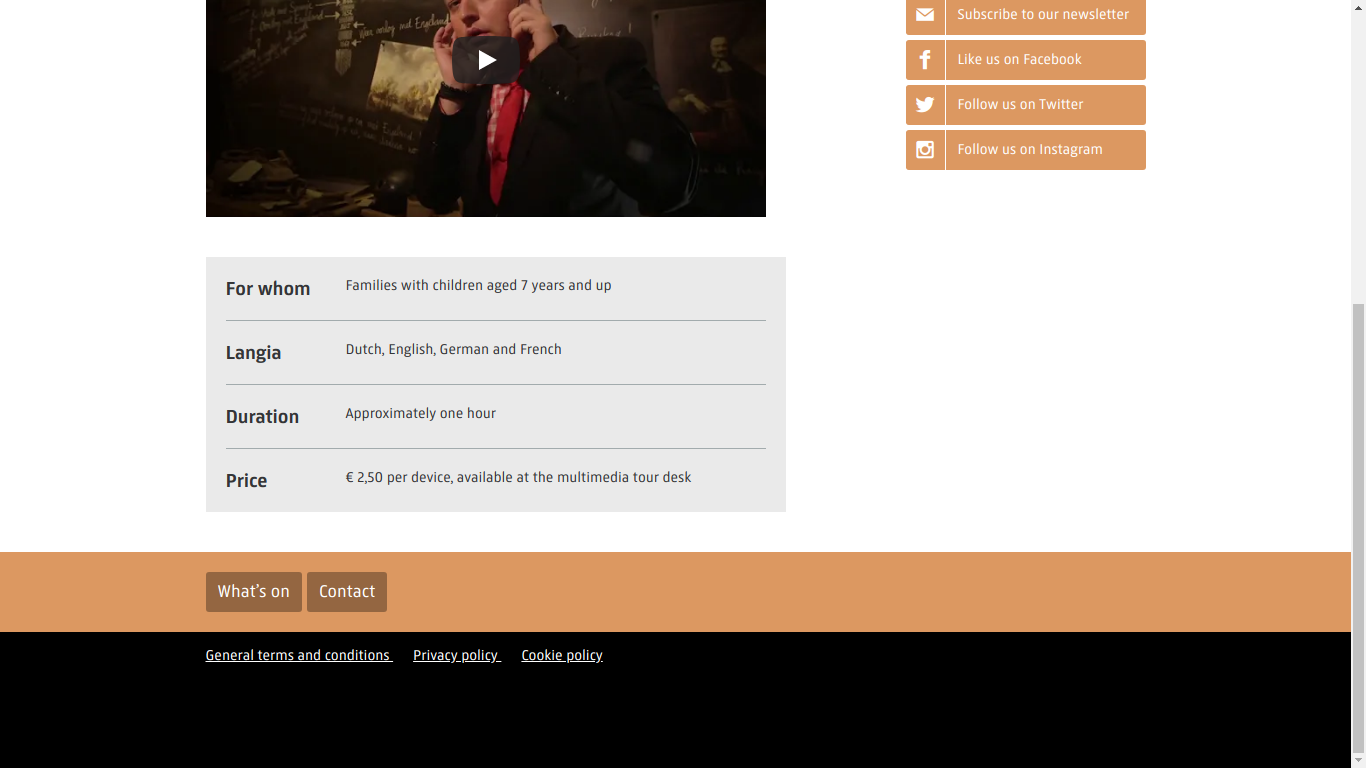 Subscribe to our newsletter
Like us on Facebook
Follow us on Twitter
Follow us on Instagram
For whom Families with children aged 7 years and up
Langia Dutch, English, German and French
Duration Approximately one hour
Price € 2,50 per device, available at the multimedia tour desk
What's on Contact
General terms and conditions Privacy policy Cookie policy